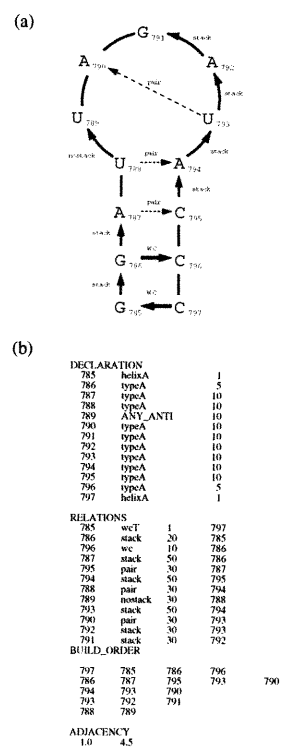 (a)
G 791
stack
A 790
A 792
pair
stack
U 789
U 793
nostack
stack
U 788
pair
A 794
stack
A 787
pair
C 795
stack
G 786
wc
C 796
stack
G 785
wc
C 797
(b)
DECLARATION
785 helixA 1
786 typeA 5
787 typeA 10
788 typeA 10
789 ANY_ANTI 10
790 typeA 10
791 typeA 10
792 typeA 10
793 typeA 10
794 typeA 10
795 typeA 10
796 typeA 5
797 helixA 1
RELATIONS
785 wcT 1 797
786 stack 20 785
796 wc 10 786
787 stack 50 786
795 pair 30 787
794 stack 50 795
788 pair 30 794
789 nostack 30 788
793 stack 50 794
790 pair 30 793
792 stack 30 793
791 stack 30 792
BUILD_ORDER
797 785 786 796
786 787 795 793 790
794 793 790
793 792 791
788 789
ADJACENCY
1.0 4.5